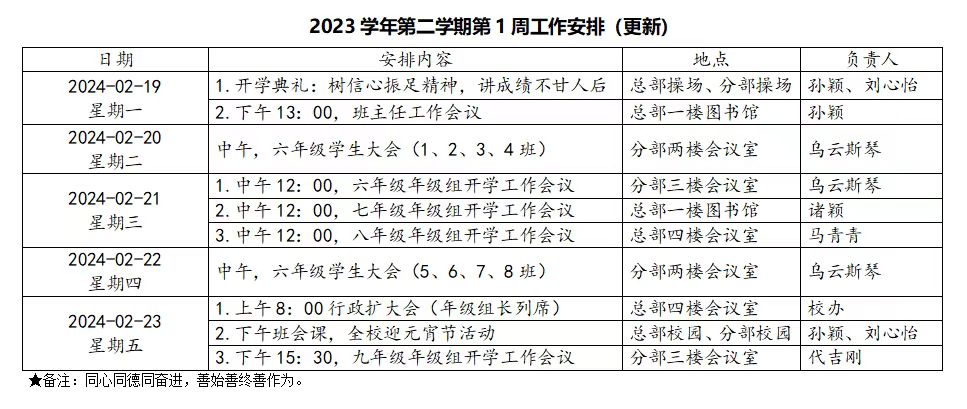 2023 学年第二学期第 1 周工作安排（更新）
日期 安排内容 地点 负责人
2024-02-19 星期一 1. 开学典礼：树信心振足精神，讲成绩不甘人后 总部操场、分部操场 孙颖、刘心怡
2. 下午 13：00，班主任工作会议 总部一楼图书馆 孙颖
2024-02-20 星期二 中午，六年级学生大会（1、2、3、4 班） 分部两楼会议室 乌云斯琴
2024-02-21 星期三 1. 中午 12：00，六年级年级组开学工作会议 分部三楼会议室 乌云斯琴
2. 中午 12：00，七年级年级组开学工作会议 总部一楼图书馆 诸颖
3. 中午 12：00，八年级年级组开学工作会议 总部四楼会议室 马青青
2024-02-22 星期四 中午，六年级学生大会（5、6、7、8 班） 分部两楼会议室 乌云斯琴
2024-02-23 星期五 1. 上午 8：00 行政扩大会（年级组长列席） 总部四楼会议室 校办
2. 下午班会课，全校迎元宵节活动 总部校园、分部校园 孙颖、刘心怡
3. 下午 15：30，九年级年级组开学工作会议 分部三楼会议室 代吉刚
★备注：同心同德同奋进，善始善终善作为。